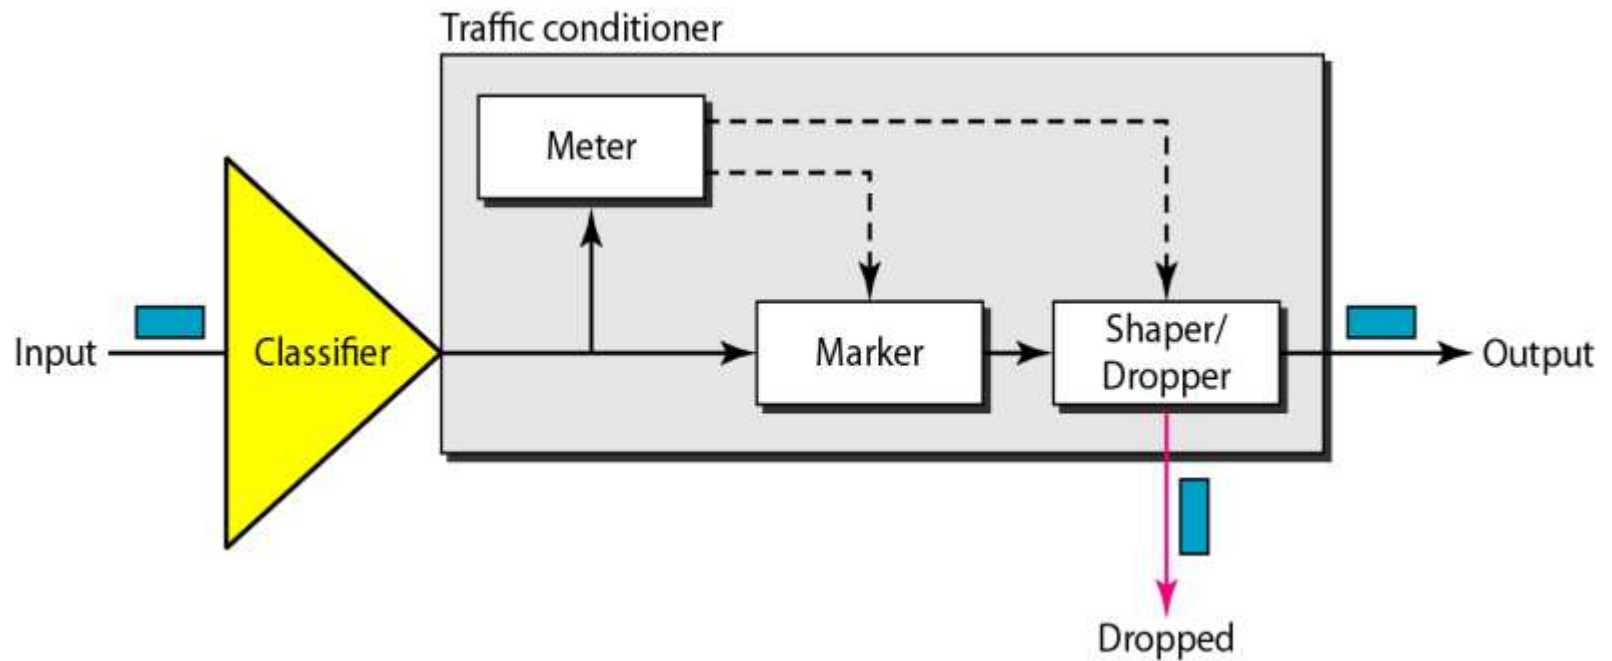 Traffic conditioner
Meter
Input
Classifier
Marker
Shaper/
Dropper
Output
Dropped